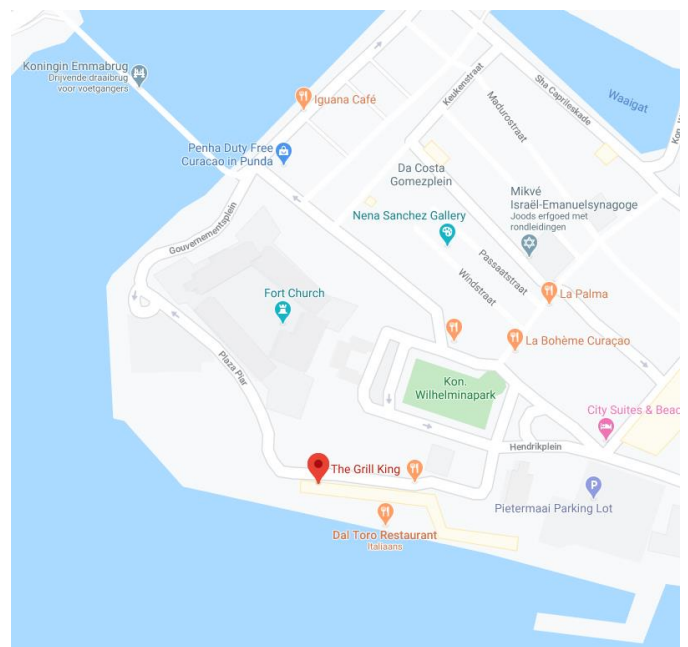 Koningin Emmabrug
Drijvende draaibrug
voor voetgangers
Iguana Café
Keukenstraat
Sha Caprileskade
Waaigat
Madurostraat
Penha Duty Free
Curacao in Punda
Da Costa
Gomezplein
Mikvé
Israël-Emanuelsynagoge
Joods erfgoed met
rondleidingen
Gouvernementsplein
Nena Sanchez Gallery
Passaatstraat
Windstraat
La Palma
Fort Church
La Bohème Curaçao
Plaza Piar
Kon.
Wilhelminapark
City Suites & Beac
Hendrikplein
The Grill King
P
Pietermaai Parking Lot
Dal Toro Restaurant
Italiaans